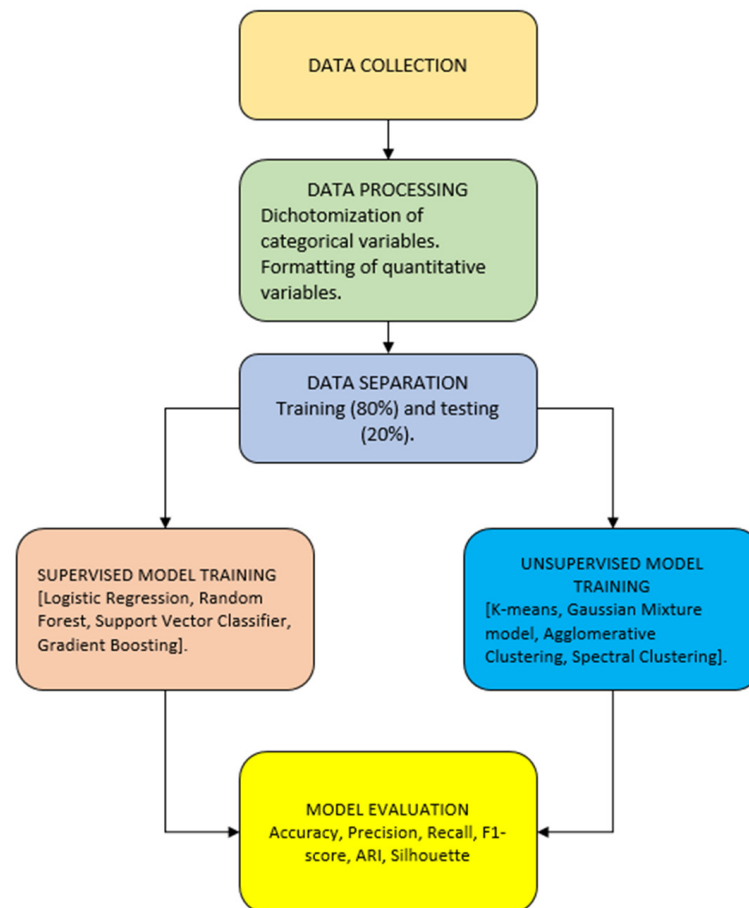 DATA COLLECTION
DATA PROCESSING
Dichotomization of
categorical variables.
Formatting of quantitative
variables.
DATA SEPARATION
Training (80%) and testing
(20%).
SUPERVISED MODEL TRAINING
[Logistic Regression, Random
Forest, Support Vector Classifier,
Gradient Boosting].
UNSUPERVISED MODEL
TRAINING
[K-means, Gaussian Mixture
model, Agglomerative
Clustering, Spectral Clustering].
MODEL EVALUATION
Accuracy, Precision, Recall, F1-
score, ARI, Silhouette